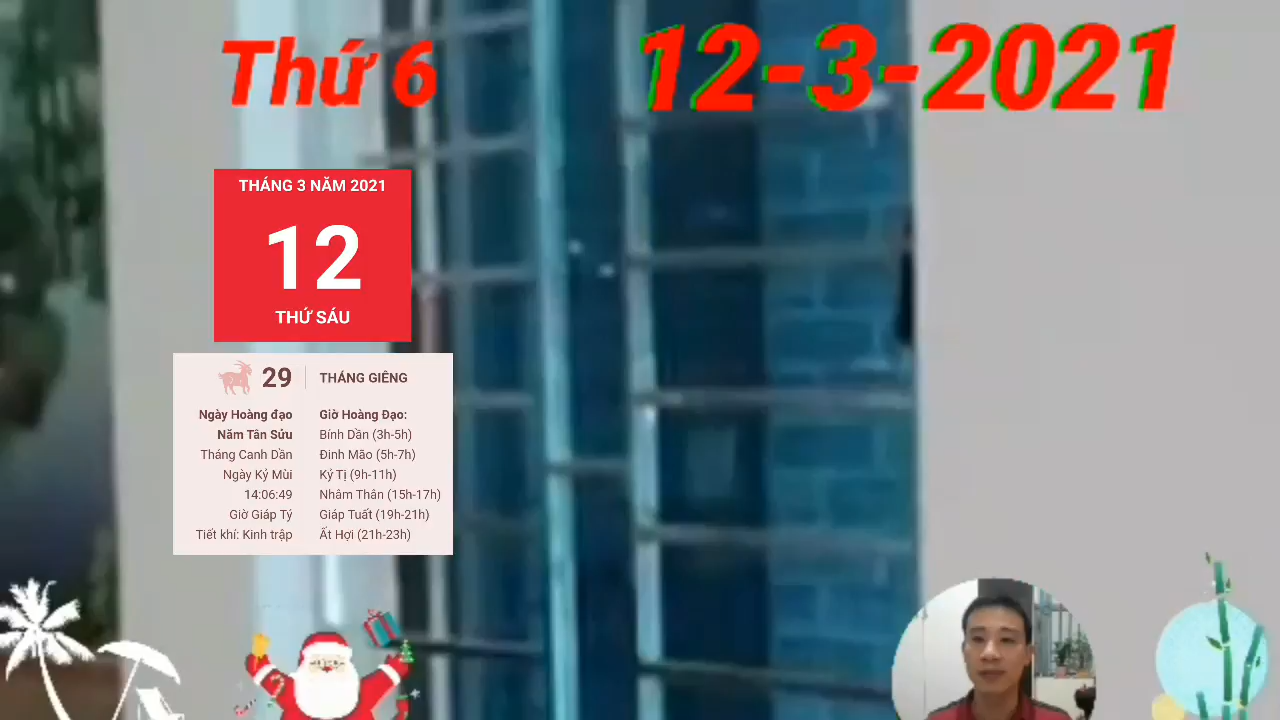 Thứ 6
12-3-2021
THÁNG 3 NĂM 2021
12
THỨ SÁU
29
THÁNG GIÊNG
Ngày Hoàng đạo
Năm Tân Sửu
Tháng Canh Dần
Ngày Kỷ Mùi
14:06:49
Giờ Giáp Tý
Tiết khí: Kinh trập
Giờ Hoàng Đạo:
Bính Dần (3h-5h)
Đinh Mão (5h-7h)
Kỷ Tị (9h-11h)
Nhâm Thân (15h-17h)
Giáp Tuất (19h-21h)
Ất Hợi (21h-23h)